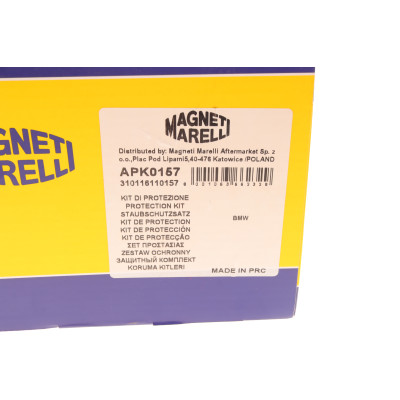 MAGNETI
MARELLI
MAGNETI
MARELLI
Distributed by: Magneti Marelli Aftermarket Sp. z
o.o.,Plac Pod Lipami5,40-476 Katowice /POLAND
APK0157
310116110157
KIT DI PROTEZIONE
PROTECTION KIT
STAUBSCHUTZSATZ
KIT DE PROTECTION
KIT DE PROTECCIÓN
KIT DE PROTECÇÃO
ΣΕΤ ΠΡΟΣΤΑΣΙΑΣ
ZESTAW OCHRONNY
ЗАЩИТНЫЙ КОМПЛЕКТ
KORUMA KITLERI
BMW
MADE IN PRC